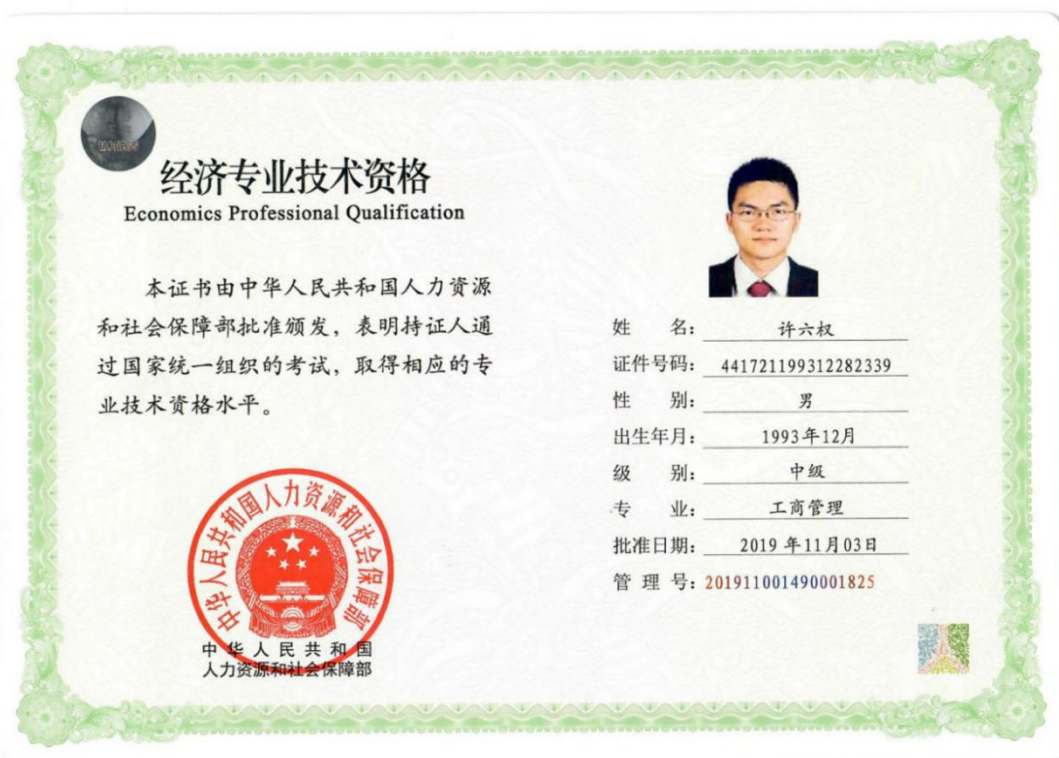 经济专业技术资格
Economics Professional Qualification
本证书由中华人民共和国人力资源
和社会保障部批准颁发，表明持证人通
过国家统一组织的考试，取得相应的专
业技术资格水平。
中华人民共和国人力资源和社会保障部
中华人民共和国
人力资源和社会保障部
姓 名：许六权
证件号码：441721199312282339
性 别：男
出生年月：1993年12月
级 别：中级
专 业：工商管理
批准日期：2019年11月03日
管 理 号：201911001490001825